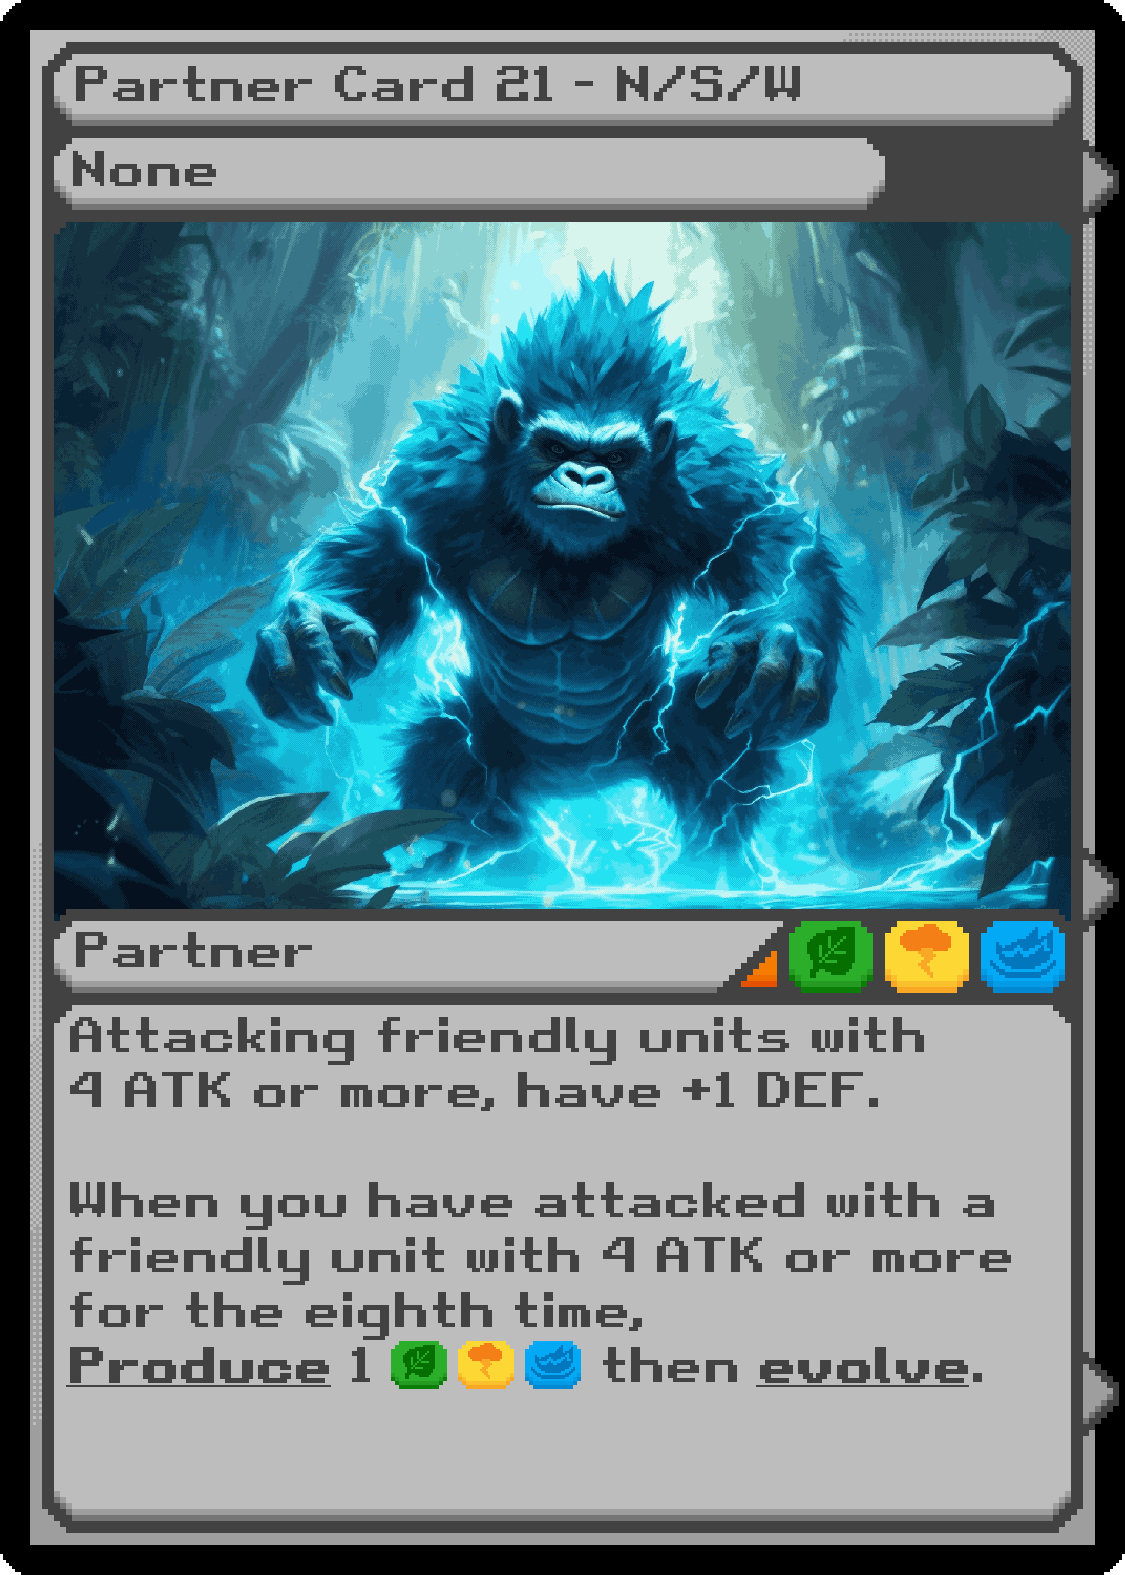 Partner Card 21 - N/S/W
None
Partner
Attacking friendly units with
4 ATK or more, have +1 DEF.
When you have attacked with a
friendly unit with 4 ATK or more
for the eighth time,
Produce 1 then evolve.